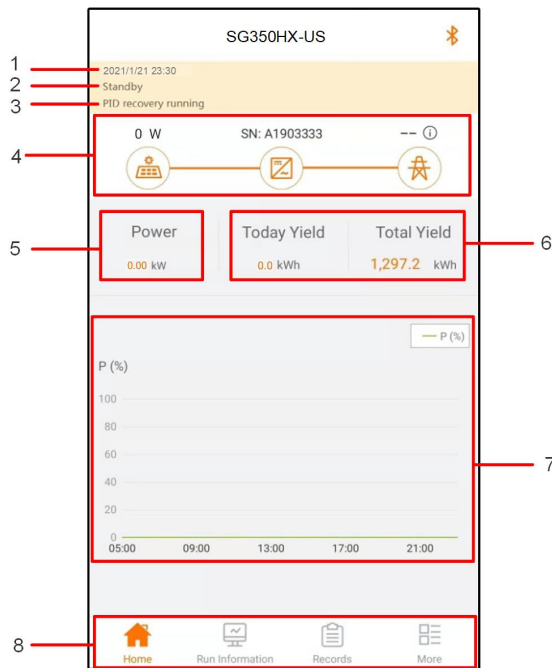 SG350HX-US
1
2021/1/21 23:30
2
Standby
3
PID recovery running
4
0 W
SN: A1903333
--
5
Power
Today Yield
Total Yield
6
0.00 kW
0.0 kWh
1,297.2 kWh
P (%)
P (%)
100
80
60
7
40
20
0
05:00 09:00 13:00 17:00 21:00
8
Home
Run Information
Records
More